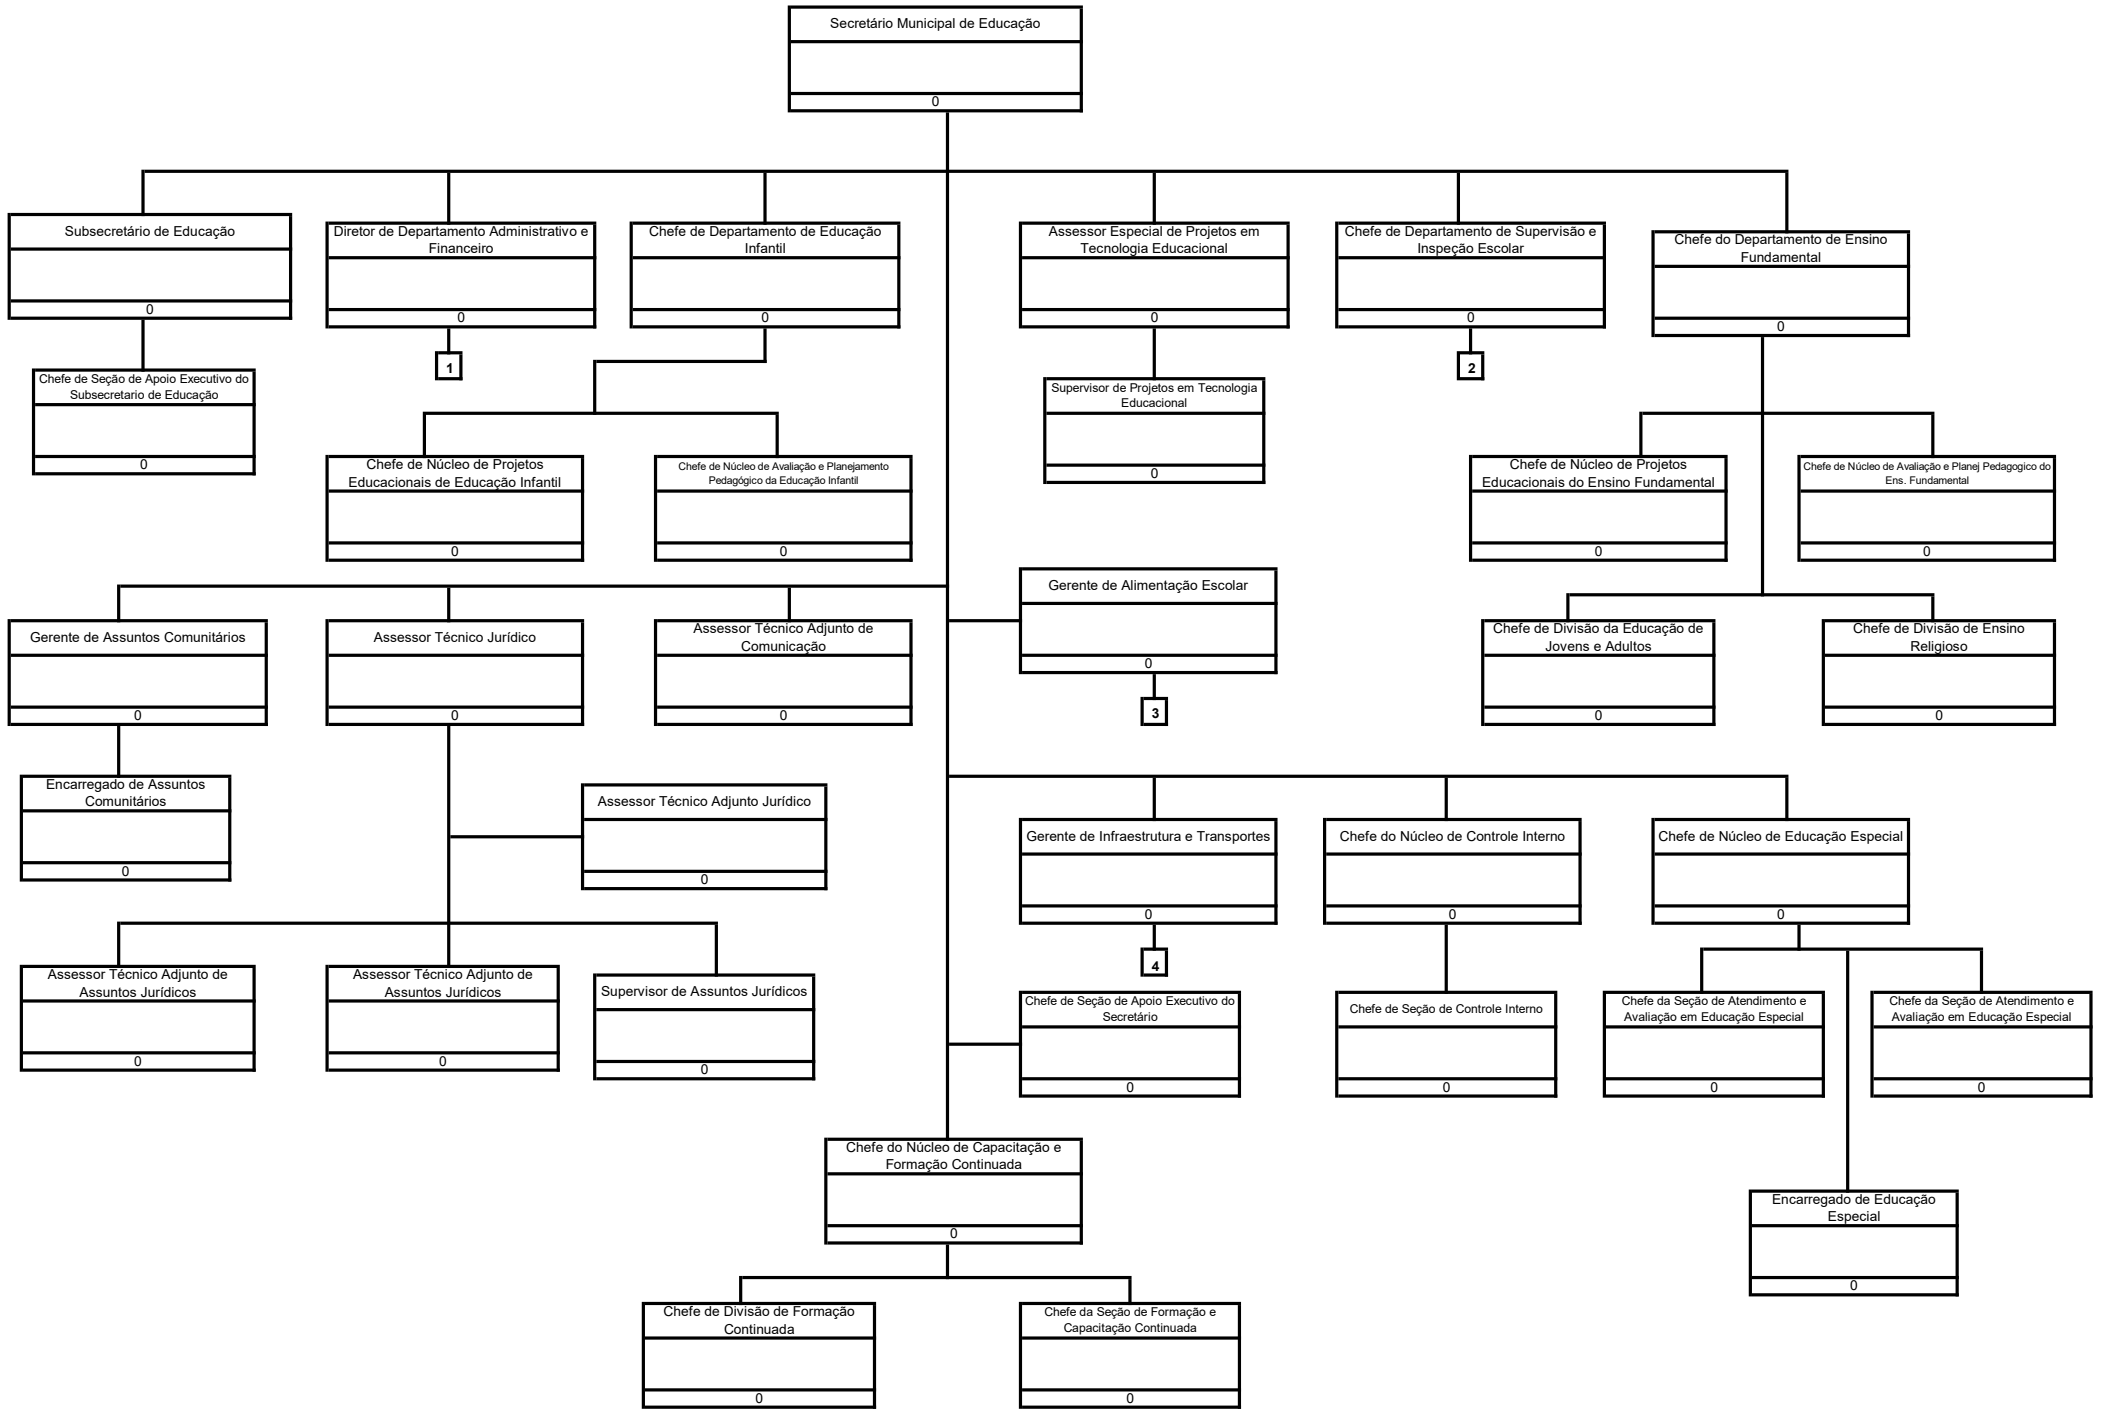 Secretário Municipal de Educação
0
Subsecretário de Educação
0
Diretor de Departamento Administrativo e
Financeiro
0
1
Chefe de Departamento de Educação
Infantil
0
Assessor Especial de Projetos em
Tecnologia Educacional
0
Chefe de Departamento de Supervisão e
Inspeção Escolar
0
2
Chefe do Departamento de Ensino
Fundamental
0
Chefe de Seção de Apoio Executivo do
Subsecretario de Educação
0
Chefe de Núcleo de Projetos
Educacionais de Educação Infantil
0
Chefe de Núcleo de Avaliação e Planejamento
Pedagógico da Educação Infantil
0
Supervisor de Projetos em Tecnologia
Educacional
0
Chefe de Núcleo de Projetos
Educacionais do Ensino Fundamental
0
Chefe de Núcleo de Avaliação e Planej Pedagogico do
Ens. Fundamental
0
Gerente de Assuntos Comunitários
0
Assessor Técnico Jurídico
0
Assessor Técnico Adjunto de
Comunicação
0
Gerente de Alimentação Escolar
0
3
Chefe de Divisão da Educação de
Jovens e Adultos
0
Chefe de Divisão de Ensino
Religioso
0
Encarregado de Assuntos
Comunitários
0
Assessor Técnico Adjunto Jurídico
0
Gerente de Infraestrutura e Transportes
0
4
Chefe do Núcleo de Controle Interno
0
Chefe de Núcleo de Educação Especial
0
Assessor Técnico Adjunto de
Assuntos Jurídicos
0
Assessor Técnico Adjunto de
Assuntos Jurídicos
0
Supervisor de Assuntos Jurídicos
0
Chefe de Seção de Apoio Executivo do
Secretário
0
Chefe de Seção de Controle Interno
0
Chefe da Seção de Atendimento e
Avaliação em Educação Especial
0
Chefe da Seção de Atendimento e
Avaliação em Educação Especial
0
Chefe do Núcleo de Capacitação e
Formação Continuada
0
Encarregado de Educação
Especial
0
Chefe de Divisão de Formação
Continuada
0
Chefe da Seção de Formação e
Capacitação Continuada
0